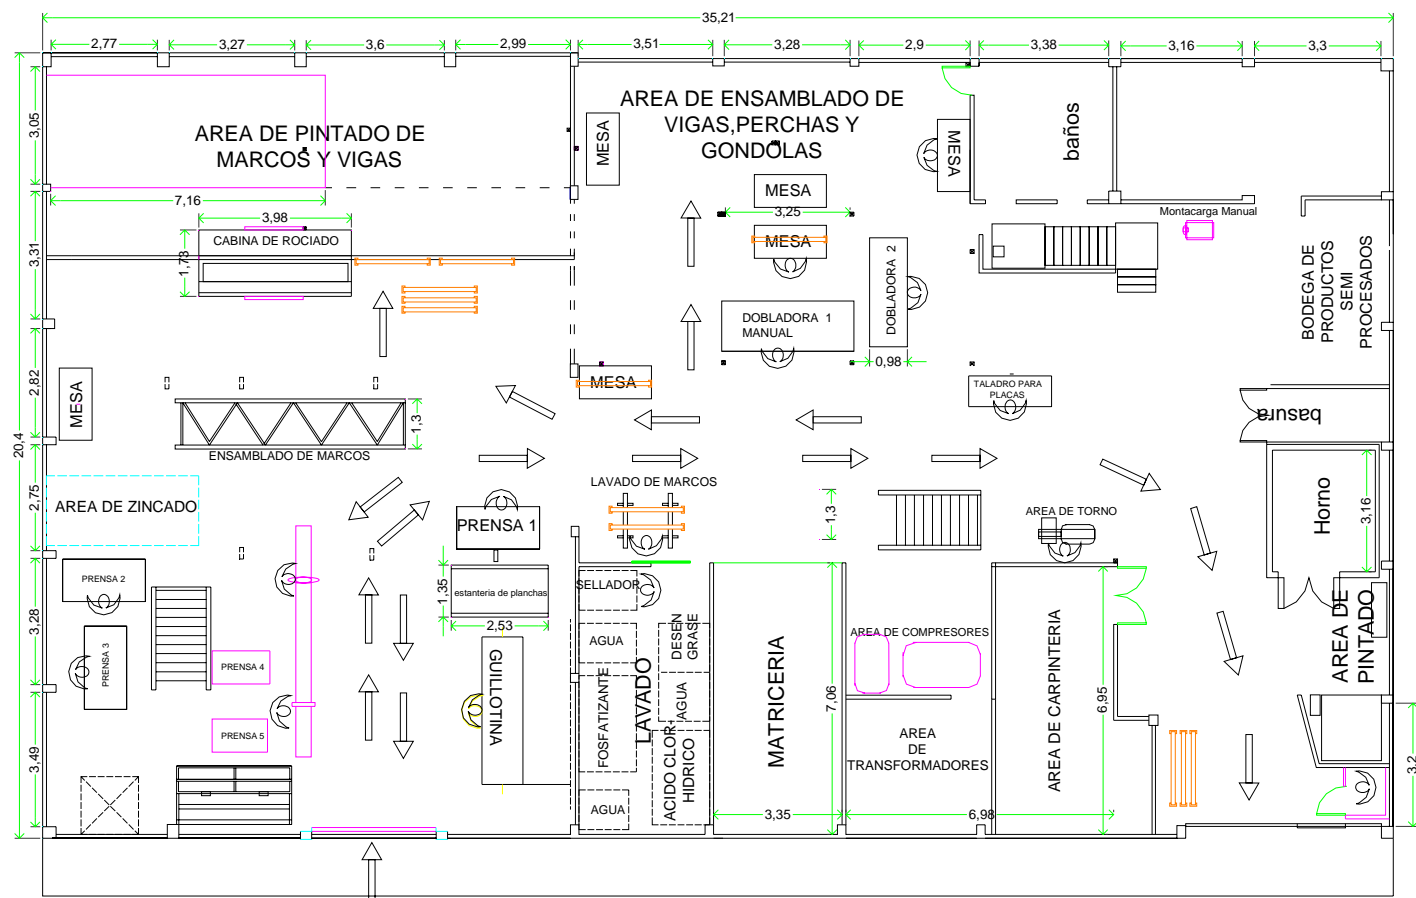 35,21
2,77
3,27
3,6
2,99
3,51
3,28
2,9
3,38
3,16
3,3
20,4
3,05
3,31
2,82
2,75
3,28
3,49
AREA DE PINTADO DE
MARCOS Y VIGAS
7,16
3,98
CABINA DE ROCIADO
1,73
AREA DE ENSAMBLADO DE
VIGAS,PERCHAS Y
GONDOLAS
MESA
MESA
MESA
3,25
MESA
baños
Montacarga Manual
BODEGA DE
PRODUCTOS
SEMI
PROCESADOS
DOBLADORA 1
MANUAL
DOBLADORA 2
0,98
MESA
TALADRO PARA
PLACAS
basura
MESA
1,3
ENSAMBLADO DE MARCOS
AREA DE ZINCADO
PRENSA 1
LAVADO DE MARCOS
1,3
AREA DE TORNO
Horno
3,16
PRENSA 2
PRENSA 3
PRENSA 4
PRENSA 5
1,35
estanteria de planchas
2,53
GUILLOTINA
SELLADOR
AGUA
DESEN
GRASE
FOSFATIZANTE
LAVADO
AGUA
ACIDO CLOR-
HIDRICO
AGUA
MATRICERIA
7,06
3,35
AREA DE COMPRESORES
AREA
DE
TRANSFORMADORES
6,98
AREA DE CARPINTERIA
6,95
AREA DE
PINTADO
3,2